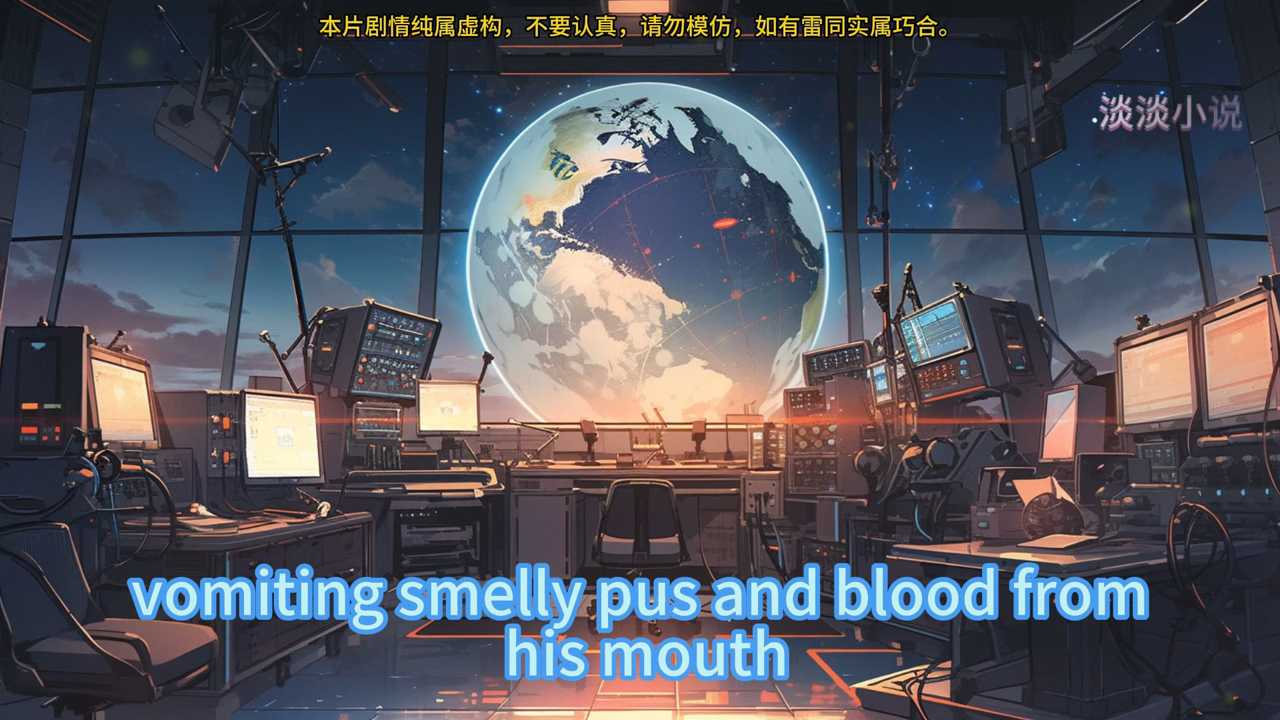 本片剧情纯属虚构，不要认真，请勿模仿，如有雷同实属巧合。
淡淡小说
vomiting smelly pus and blood from
his mouth